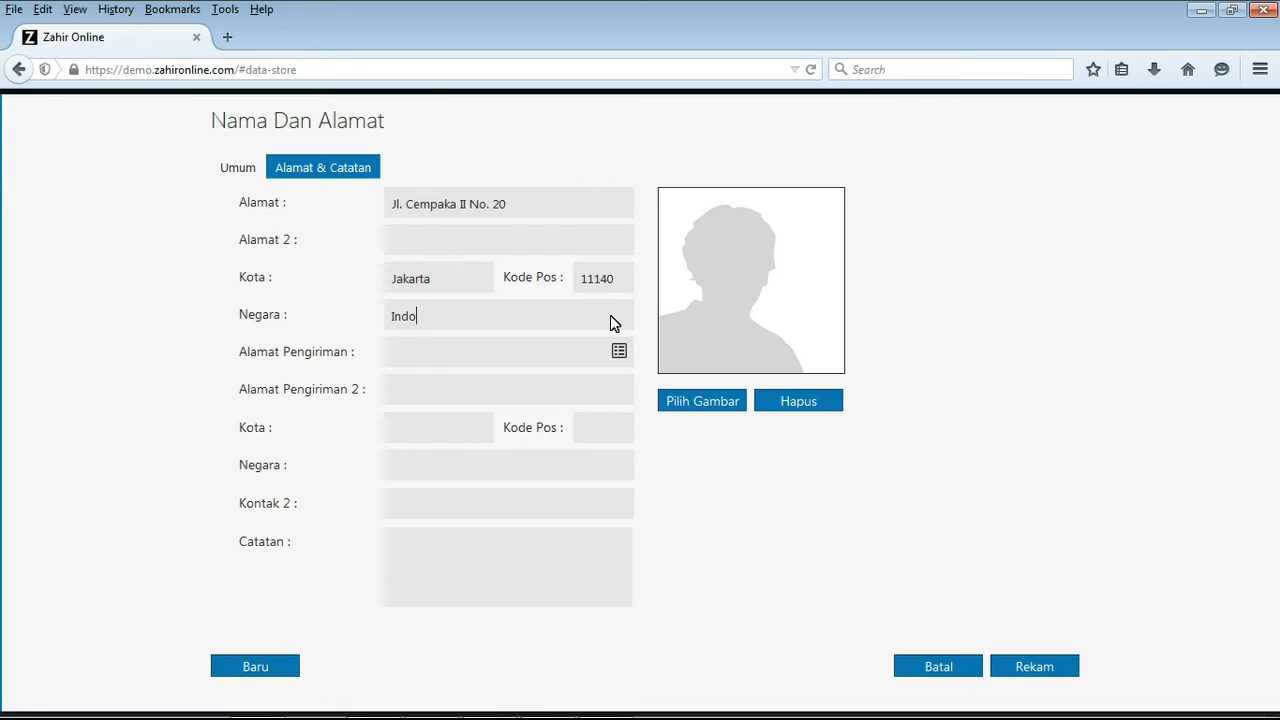 File Edit View History Bookmarks Tools Help
Z Zahir Online
https://demo.zahironline.com/#data-store Search
Nama Dan Alamat
Umum Alamat & Catatan
Alamat : Jl. Cempaka II No. 20
Alamat 2 :
Kota : Jakarta Kode Pos : 11140
Negara : Indo
Alamat Pengiriman :
Alamat Pengiriman 2 :
Pilih Gambar Hapus
Kota : Kode Pos :
Negara :
Kontak 2 :
Catatan :
Baru Batal Rekam